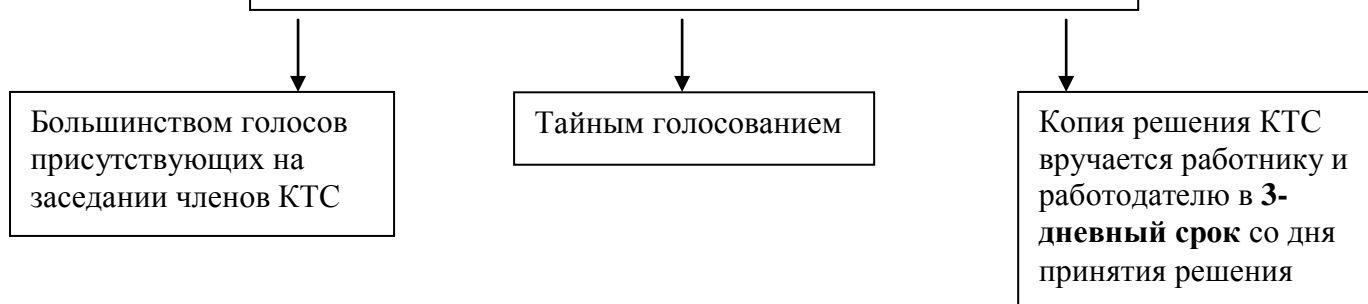 Большинством голосов
присутствующих на
заседании членов КТС
Тайным голосованием
Копия решения КТС
вручается работнику и
работодателю в 3-
дневный срок со дня
принятия решения